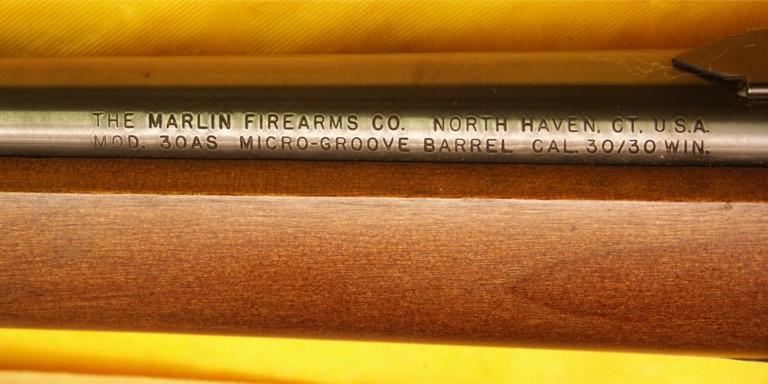 THE MARLIN FIREARMS CO. NORTH HAVEN, CT. U.S.A.
MOD. 30AS MICRO-GROOVE BARREL CAL. 30/30 WIN.